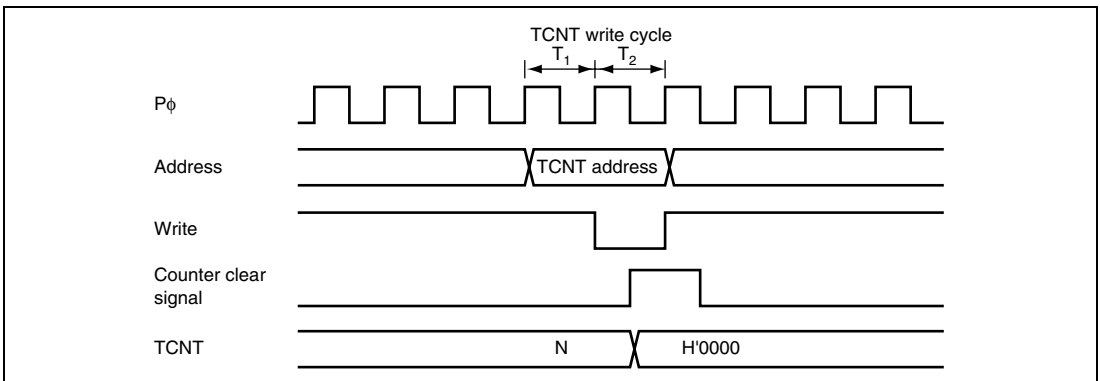 TCNT write cycle
T1 T2
Pϕ
Address
TCNT address
Write
Counter clear
signal
TCNT
N
H'0000